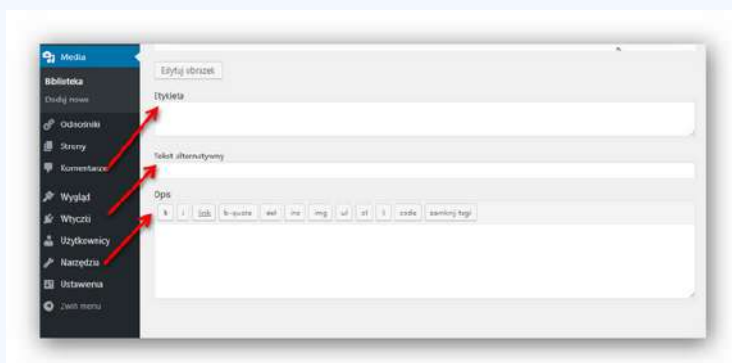 Media
Biblioteka
Dodaj nowe
Odnośniki
Strony
Komentarze
Wygląd
Wtyczki
Użytkownicy
Narzędzia
Ustawienia
Zwiń menu
Edytuj obrazek
Etykieta
Tekst alternatywny
Opis
b i link b-quote del ins img ul ol li code zamknij tagi